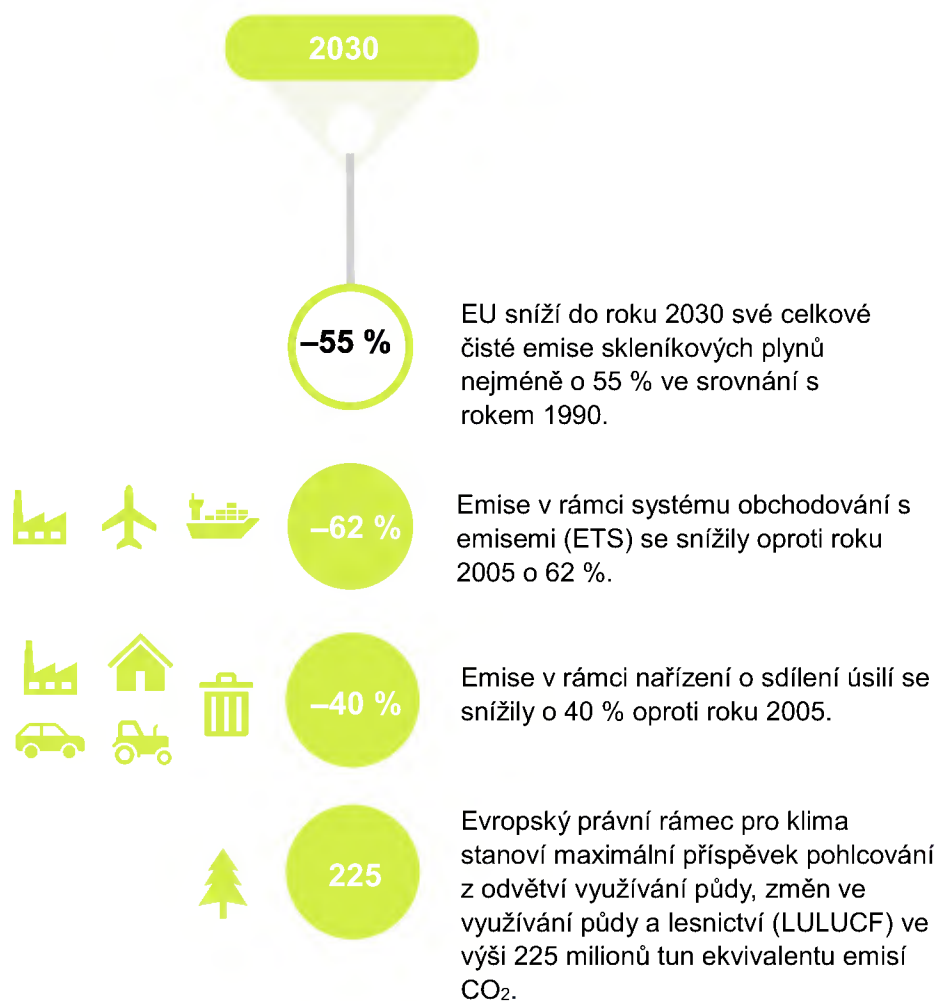 2030
–55 %
EU sníží do roku 2030 své celkové
čisté emise skleníkových plynů
nejméně o 55 % ve srovnání s
rokem 1990.
–62 %
Emise v rámci systému obchodování s
emisemi (ETS) se snížily oproti roku
2005 o 62 %.
–40 %
Emise v rámci nařízení o sdílení úsilí se
snížily o 40 % oproti roku 2005.
225
Evropský právní rámec pro klima
stanoví maximální příspěvek pohlcování
z odvětví využívání půdy, změn ve
využívání půdy a lesnictví (LULUCF) ve
výši 225 milionů tun ekvivalentu emisí
CO₂.